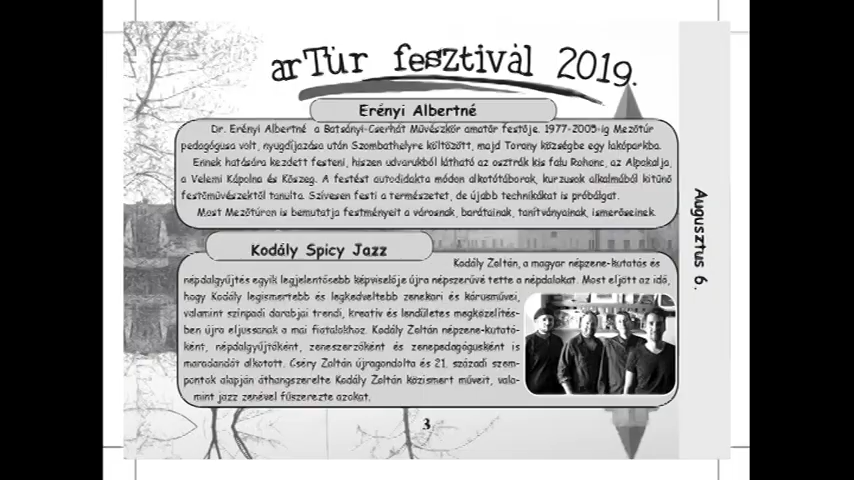 arTúr fesztivál 2019.
Erényi Albertné
Dr. Erényi Albertné a Batsányi-Cserhát Művészkör amatőr festője. 1977-2005-ig Mezőtúr
pedagógusa volt, nyugdíjazása után Szombathelyre költözött, majd Torony községbe egy lakóparkba.
Ennek hatására kezdett festeni, hiszen udvarukból látható az osztrák kis falu Rohonc, az Alpokalja,
a Velemi Kápolna és Kőszeg. A festést autodidakta módon alkotótáborok, kurzusok alkalmából kitűnő
festőművészektől tanulta. Szívesen festi a természetet, de újabb technikákat is próbálgat.
Most Mezőtúron is bemutatja festményeit a városnak, barátainak, tanítványainak, ismerőseinek.
Kodály Spicy Jazz
Kodály Zoltán, a magyar népzene-kutatás és
népdalgyűjtés egyik legjelentősebb képviselője újra népszerűvé tette a népdalokat. Most eljött az idő,
hogy Kodály legismertebb és legkedveltebb zenekari és kórusművei,
valamint színpadi darabjai trendi, kreatív és lendületes megközelítés-
ben újra eljussanak a mai fiatalokhoz. Kodály Zoltán népzene-kutató-
ként, népdalgyűjtőként, zeneszerzőként és zenepedagógusként is
maradandót alkotott. Cséry Zoltán újragondolta és 21. századi szem-
pontok alapján áthangszerelte Kodály Zoltán közismert műveit, vala-
mint jazz zenével fűszerezte azokat.
Augusztus 6.
3